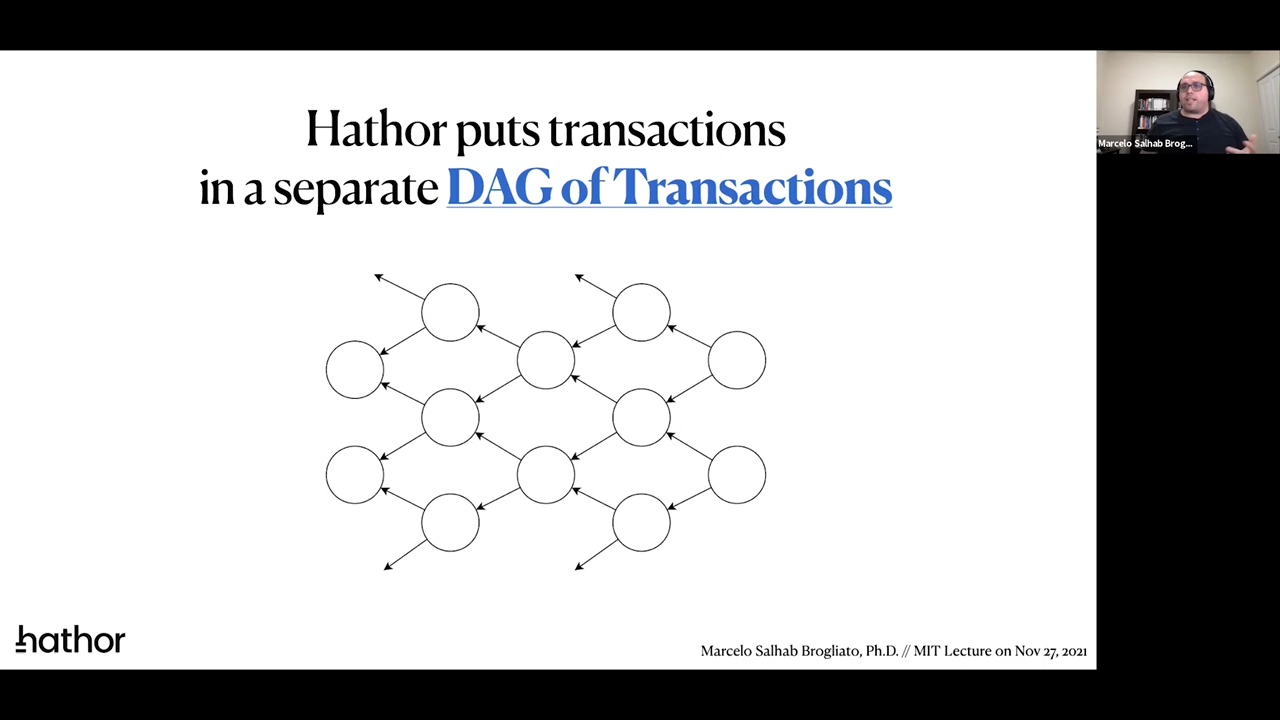 Hathor puts transactions
in a separate DAG of Transactions
Marcelo Salhab Brog...
hathor
Marcelo Salhab Brogliato, Ph.D. // MIT Lecture on Nov 27, 2021